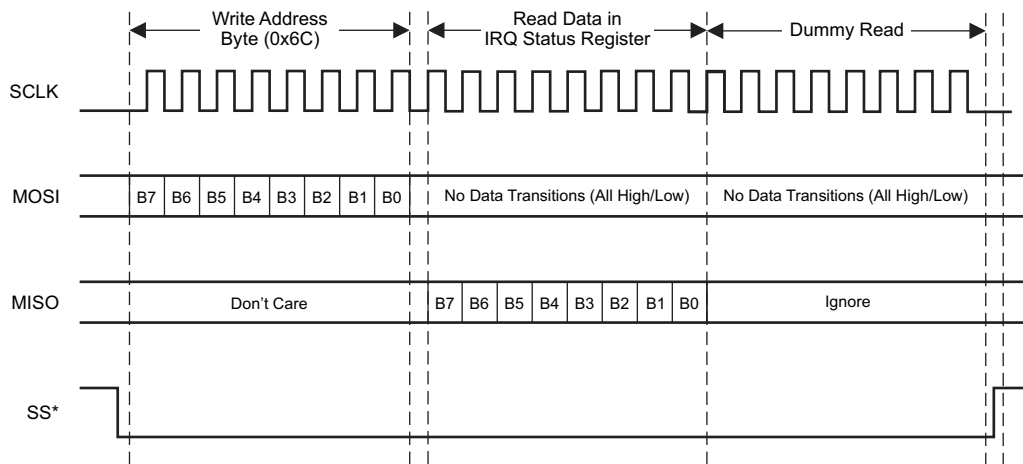 Write Address
Byte (0x6C)
Read Data in
IRQ Status Register
Dummy Read
SCLK
MOSI
B7 B6 B5 B4 B3 B2 B1 B0
No Data Transitions (All High/Low)
No Data Transitions (All High/Low)
MISO
Don't Care
B7 B6 B5 B4 B3 B2 B1 B0
Ignore
SS*